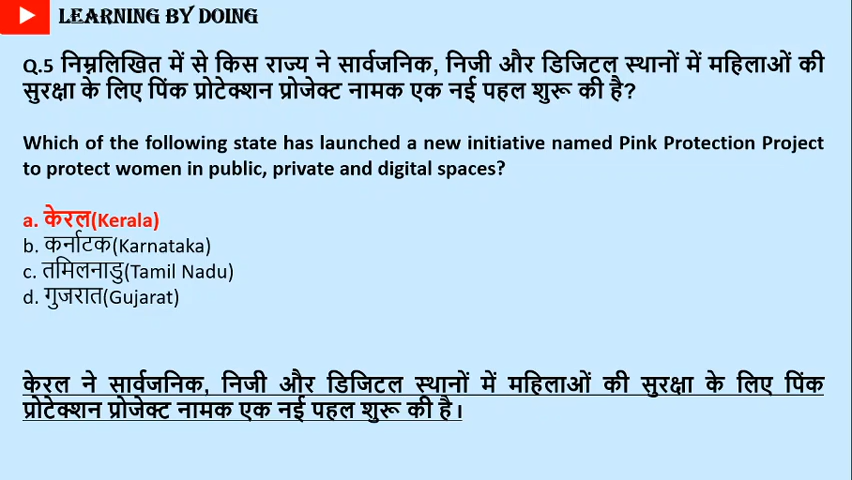 LEARNING BY DOING
Q.5 निम्नलिखित में से किस राज्य ने सार्वजनिक, निजी और डिजिटल स्थानों में महिलाओं की
सुरक्षा के लिए पिंक प्रोटेक्शन प्रोजेक्ट नामक एक नई पहल शुरू की है?
Which of the following state has launched a new initiative named Pink Protection Project
to protect women in public, private and digital spaces?
a. केरल(Kerala)
b. कर्नाटक(Karnataka)
c. तमिलनाडु(Tamil Nadu)
d. गुजरात(Gujarat)
केरल ने सार्वजनिक, निजी और डिजिटल स्थानों में महिलाओं की सुरक्षा के लिए पिंक
प्रोटेक्शन प्रोजेक्ट नामक एक नई पहल शुरू की है।